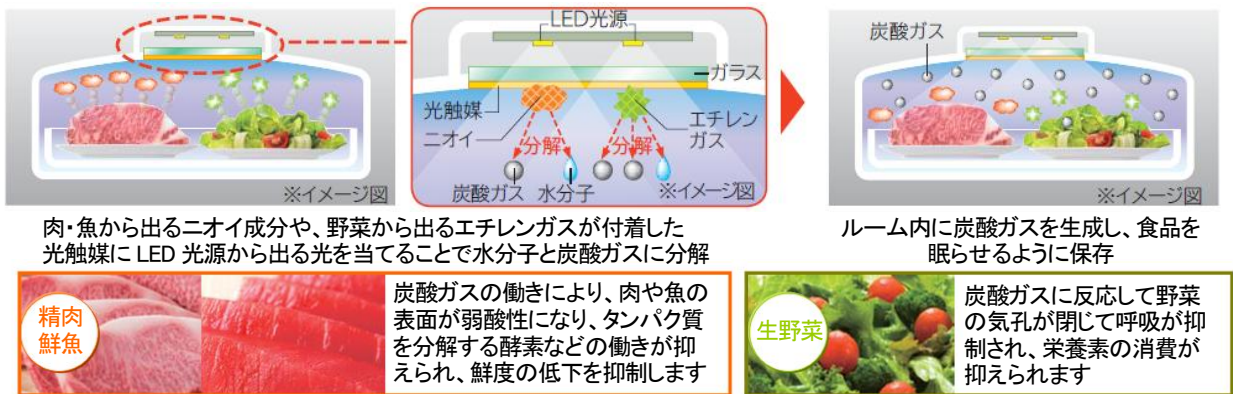 ※イメージ図
LED光源
ガラス
光触媒
ニオイ
エチレン
ガス
分解
分解
炭酸ガス
水分子
※イメージ図
炭酸ガス
※イメージ図
肉・魚から出るニオイ成分や、野菜から出るエチレンガスが付着した
光触媒に LED 光源から出る光を当てることで水分子と炭酸ガスに分解
ルーム内に炭酸ガスを生成し、食品を
眠らせるように保存
精肉
鮮魚
炭酸ガスの働きにより、肉や魚の
表面が弱酸性になり、タンパク質
を分解する酵素などの働きが抑
えられ、鮮度の低下を抑制します
生野菜
炭酸ガスに反応して野菜
の気孔が閉じて呼吸が抑
制され、栄養素の消費が
抑えられます